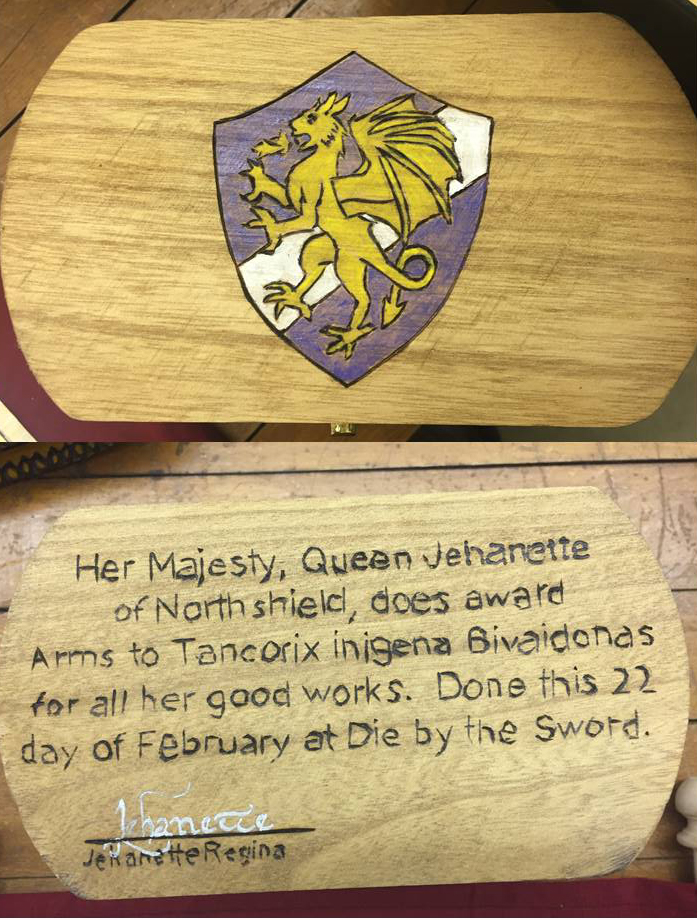 Her Majesty, Queen Jehanette
of Northshield, does award
Arms to Tancorix inigena Bivaidonas
for all her good works. Done this 22
day of February at Die by the Sword.
Jehanette
Jehanette Regina